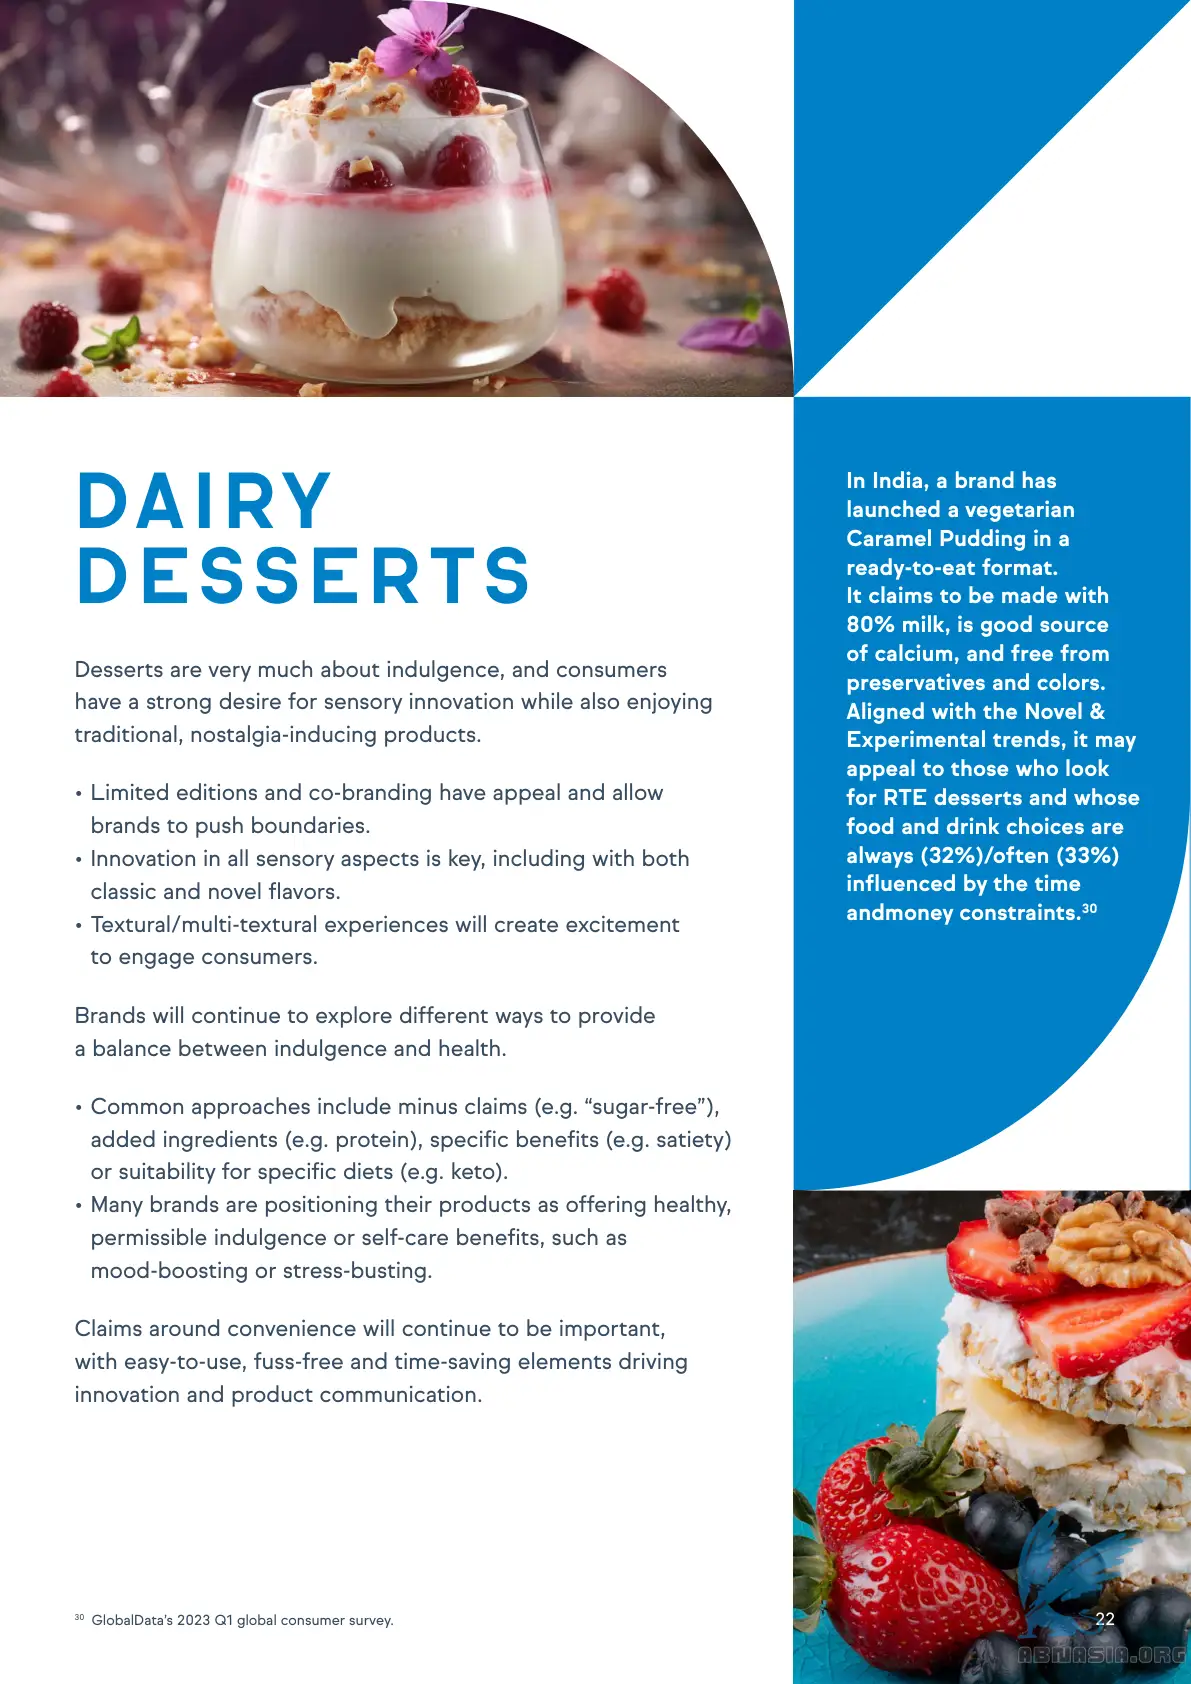 DAIRY
DESSERTS
Desserts are very much about indulgence, and consumers
have a strong desire for sensory innovation while also enjoying
traditional, nostalgia-inducing products.
• Limited editions and co-branding have appeal and allow
brands to push boundaries.
• Innovation in all sensory aspects is key, including with both
classic and novel flavors.
• Textural/multi-textural experiences will create excitement
to engage consumers.
Brands will continue to explore different ways to provide
a balance between indulgence and health.
• Common approaches include minus claims (e.g. “sugar-free”),
added ingredients (e.g. protein), specific benefits (e.g. satiety)
or suitability for specific diets (e.g. keto).
• Many brands are positioning their products as offering healthy,
permissible indulgence or self-care benefits, such as
mood-boosting or stress-busting.
Claims around convenience will continue to be important,
with easy-to-use, fuss-free and time-saving elements driving
innovation and product communication.
In India, a brand has
launched a vegetarian
Caramel Pudding in a
ready-to-eat format.
It claims to be made with
80% milk, is good source
of calcium, and free from
preservatives and colors.
Aligned with the Novel &
Experimental trends, it may
appeal to those who look
for RTE desserts and whose
food and drink choices are
always (32%)/often (33%)
influenced by the time
andmoney constraints.³⁰
³⁰ GlobalData’s 2023 Q1 global consumer survey.
22
ABNASIA.ORG